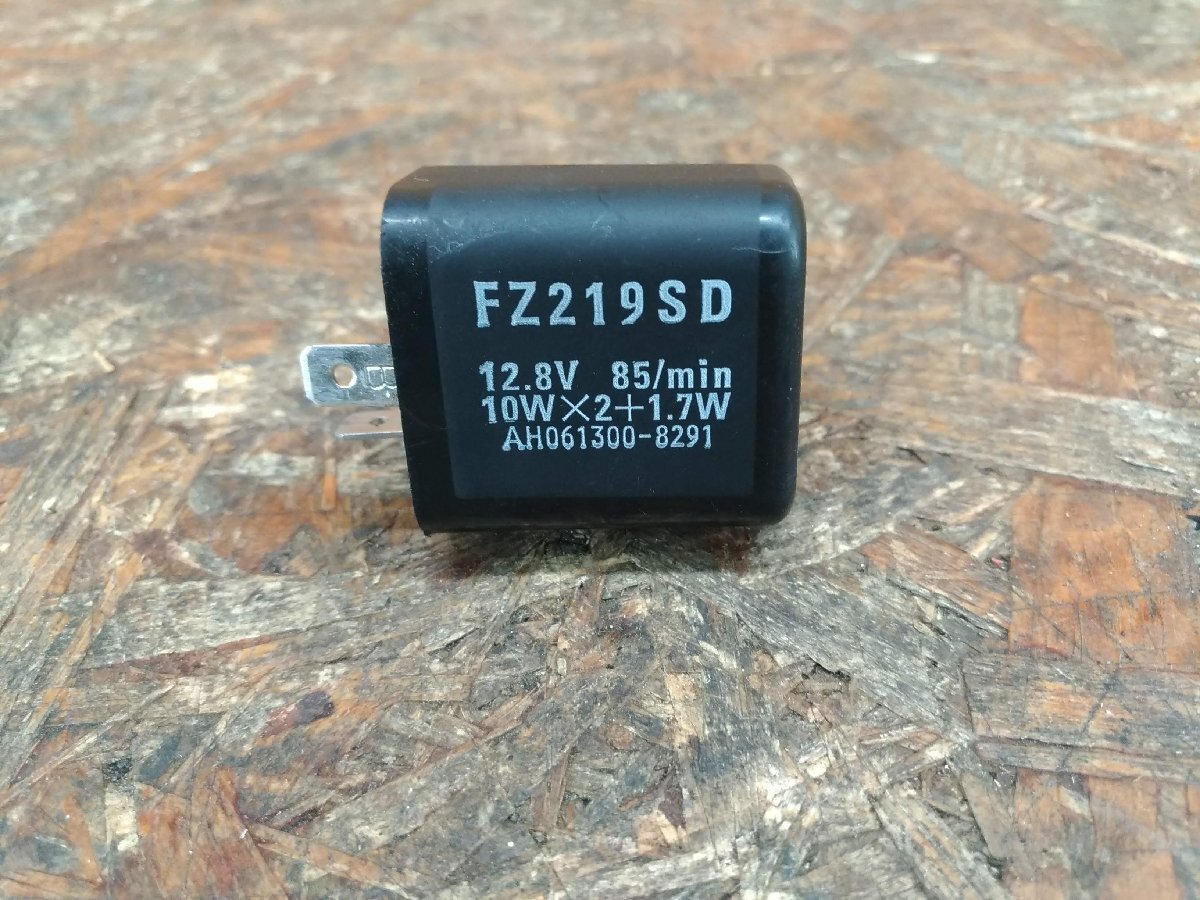 FZ219SD
12.8V 85/min
10W×2+1.7W
AH061300-8291